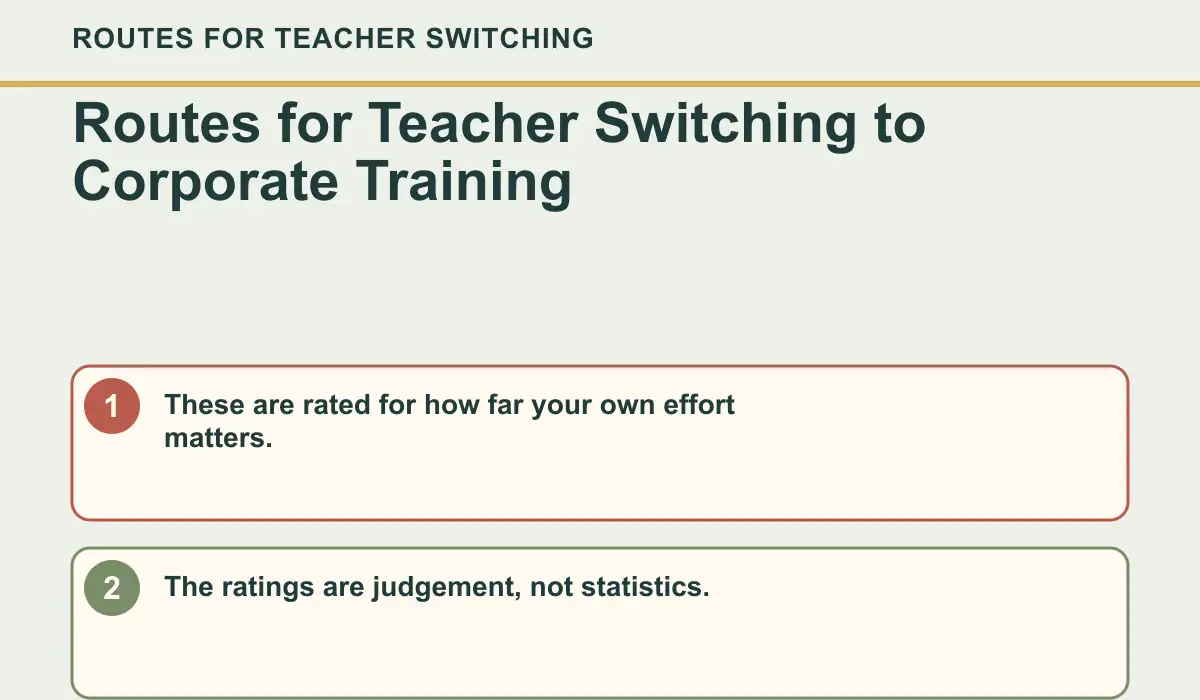 ROUTES FOR TEACHER SWITCHING
Routes for Teacher Switching to
Corporate Training
1
These are rated for how far your own effort
matters.
2
The ratings are judgement, not statistics.